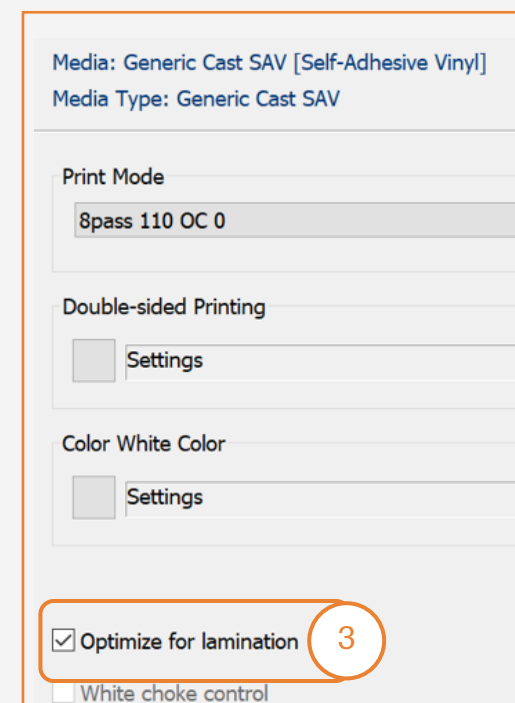 Media: Generic Cast SAV [Self-Adhesive Vinyl]
Media Type: Generic Cast SAV
Print Mode
8pass 110 OC 0
Double-sided Printing
Settings
Color White Color
Settings
Optimize for lamination 3
White choke control